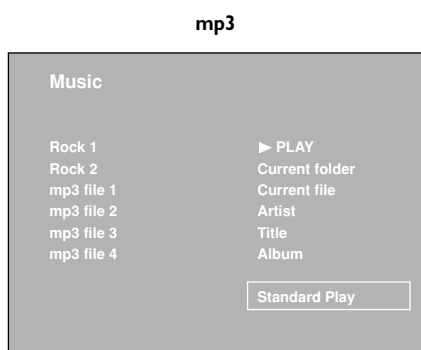 mp3
Music
Rock 1
Rock 2
mp3 file 1
mp3 file 2
mp3 file 3
mp3 file 4
▶ PLAY
Current folder
Current file
Artist
Title
Album
Standard Play